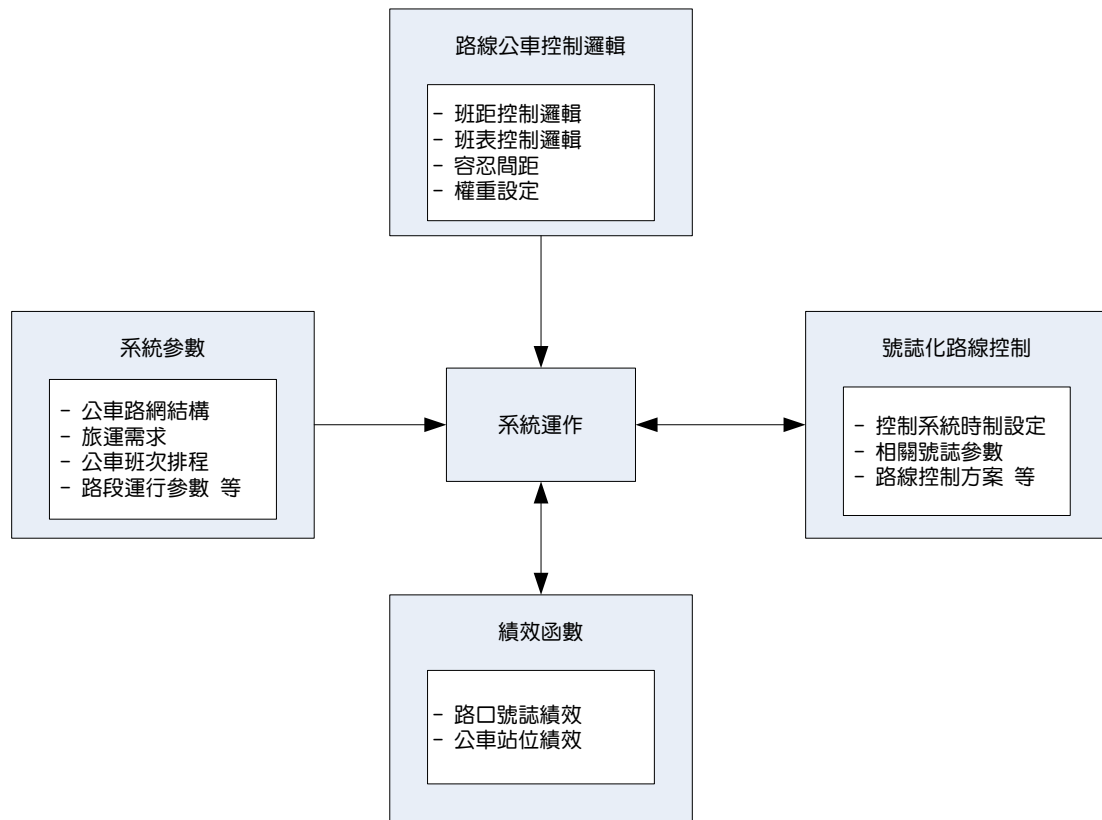 路線公車控制邏輯
- 班距控制邏輯
- 班表控制邏輯
- 容忍間距
- 權重設定
系統參數
- 公車路網結構
- 旅運需求
- 公車班次排程
- 路段運行參數 等
系統運作
號誌化路線控制
- 控制系統時制設定
- 相關號誌參數
- 路線控制方案 等
績效函數
- 路口號誌績效
- 公車站位績效